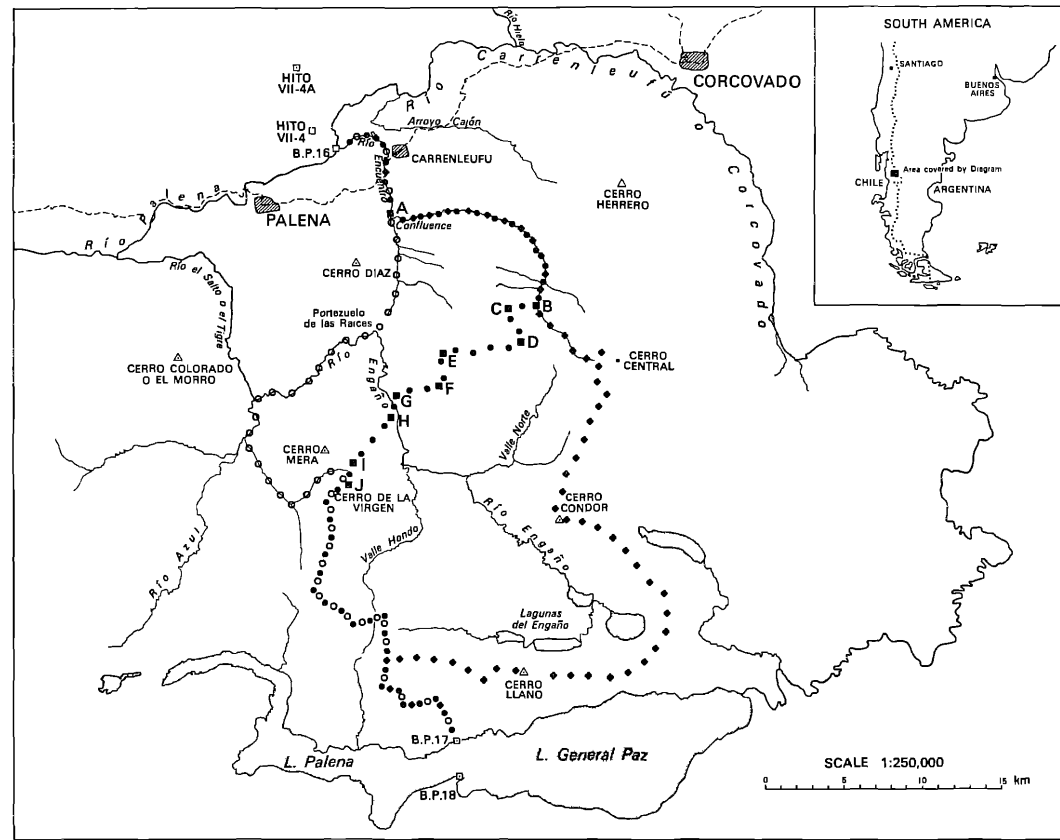 SOUTH AMERICA
SANTIAGO
BUENOS
AIRES
Area covered by Diagram
CHILE
ARGENTINA
HITO
VII-4A
Río Hielo
Río Carrenleufú o Corcovado
CORCOVADO
HITO
VII-4
B.P.16
Arroyo Cajón
Río Encuentro
CARRENLEUFU
CERRO
HERRERO
Río Palena
PALENA
A
Confluence
CERRO DIAZ
Río el Salto o el Tigre
Portezuelo
de las Raíces
C
B
D
E
F
G
H
I
J
CERRO
CENTRAL
CERRO COLORADO
O EL MORRO
Río Engaño
CERRO
MERA
CERRO DE LA
VIRGEN
Valle Norte
CERRO
CONDOR
Río Azul
Valle Hondo
Río Engaño
Lagunas
del Engaño
CERRO
LLANO
B.P.17
L. Palena
L. General Paz
B.P.18
SCALE 1:250,000
0 5 10 15 km